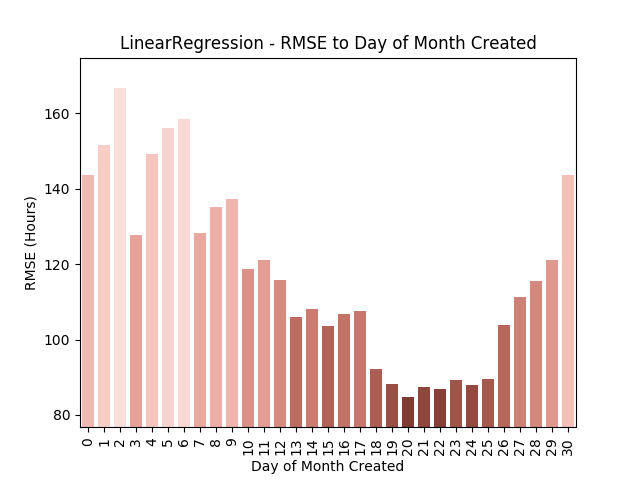 LinearRegression - RMSE to Day of Month Created
160
140
120
100
80
RMSE (Hours)
0 1 2 3 4 5 6 7 8 9 10 11 12 13 14 15 16 17 18 19 20 21 22 23 24 25 26 27 28 29 30
Day of Month Created